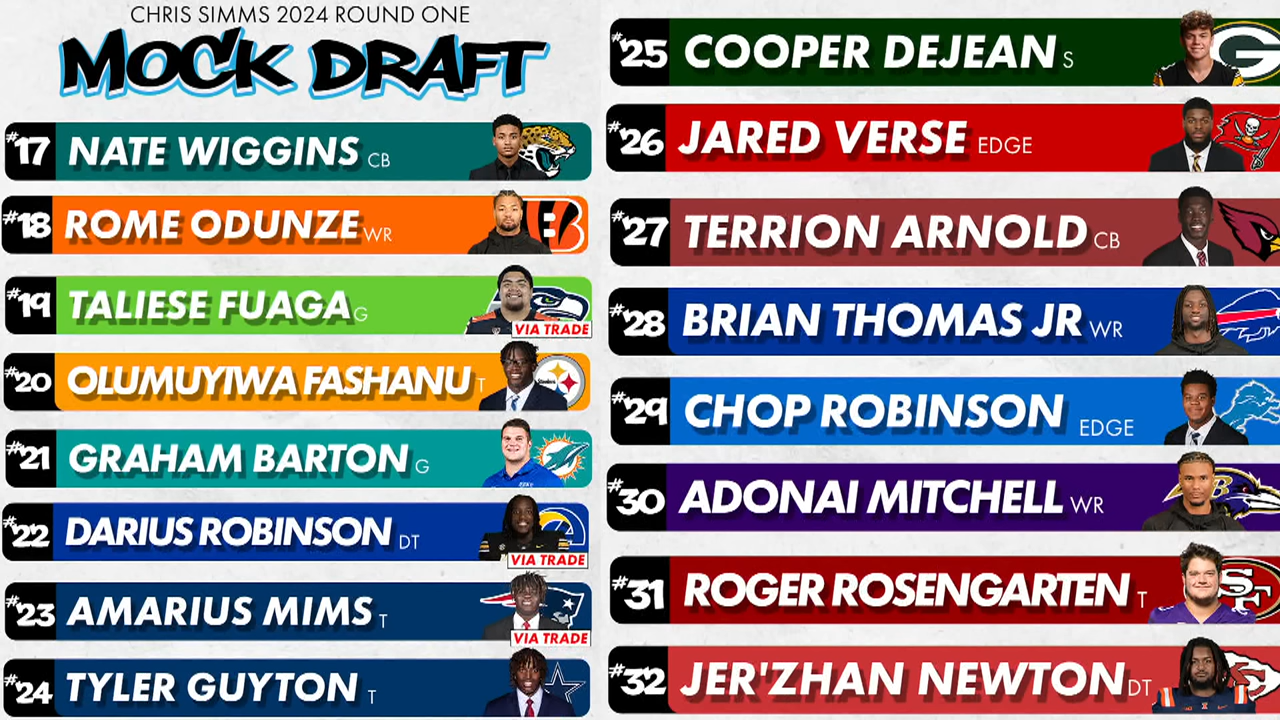 CHRIS SIMMS 2024 ROUND ONE
MOCK DRAFT
#17 NATE WIGGINS CB
#18 ROME ODUNZE WR
#19 TALIESE FUAGA G
VIA TRADE
#20 OLUMUYIWA FASHANU T
Steelers
#21 GRAHAM BARTON G
#22 DARIUS ROBINSON DT
VIA TRADE
#23 AMARIUS MIMS T
VIA TRADE
#24 TYLER GUYTON T
#25 COOPER DEJEAN S
G
#26 JARED VERSE EDGE
#27 TERRION ARNOLD CB
#28 BRIAN THOMAS JR WR
#29 CHOP ROBINSON EDGE
#30 ADONAI MITCHELL WR
B
#31 ROGER ROSENGARTEN T
SF
#32 JER'ZHAN NEWTON DT